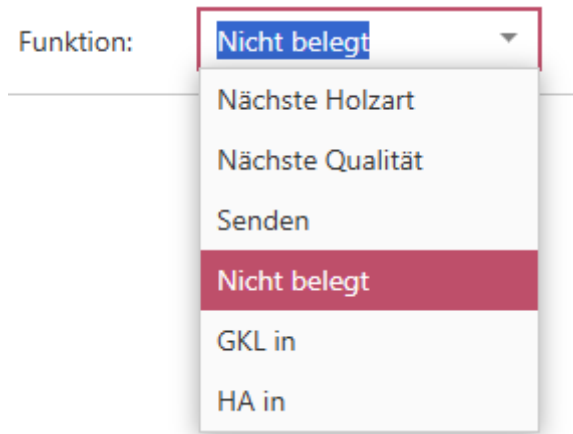 Funktion: Nicht belegt
Nächste Holzart
Nächste Qualität
Senden
Nicht belegt
GKL in
HA in